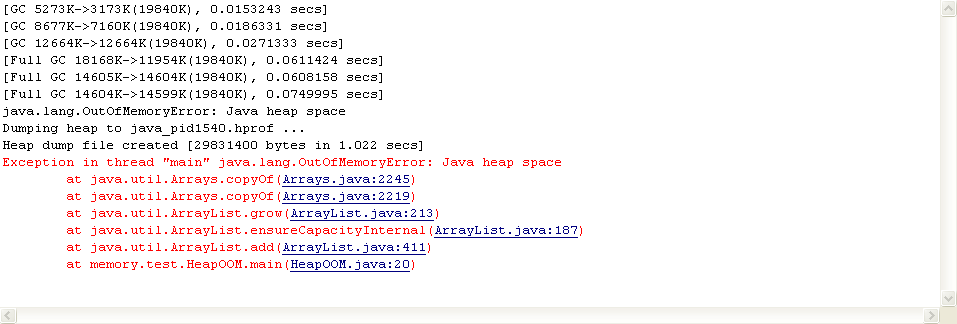 [GC 5273K->3173K(19840K), 0.0153243 secs]
[GC 8677K->7160K(19840K), 0.0186331 secs]
[GC 12664K->12664K(19840K), 0.0271333 secs]
[Full GC 18168K->11954K(19840K), 0.0611424 secs]
[Full GC 14605K->14604K(19840K), 0.0608158 secs]
[Full GC 14604K->14599K(19840K), 0.0749995 secs]
java.lang.OutOfMemoryError: Java heap space
Dumping heap to java_pid1540.hprof ...
Heap dump file created [29831400 bytes in 1.022 secs]
Exception in thread "main" java.lang.OutOfMemoryError: Java heap space
at java.util.Arrays.copyOf(Arrays.java:2245)
at java.util.Arrays.copyOf(Arrays.java:2219)
at java.util.ArrayList.grow(ArrayList.java:213)
at java.util.ArrayList.ensureCapacityInternal(ArrayList.java:187)
at java.util.ArrayList.add(ArrayList.java:411)
at memory.test.HeapOOM.main(HeapOOM.java:20)